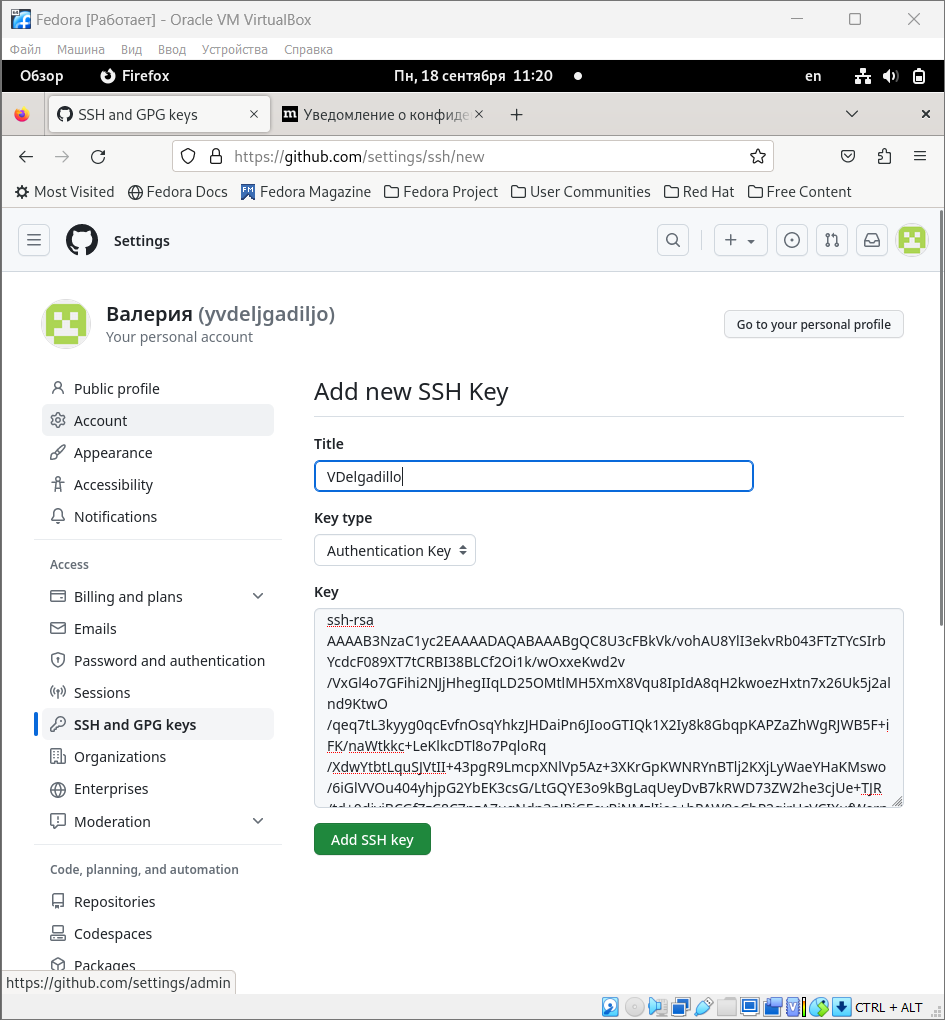 Fedora [Работает] - Oracle VM VirtualBox
Файл Машина Вид Ввод Устройства Справка
Обзор Firefox Пн, 18 сентября 11:20 en
SSH and GPG keys Уведомление о конфиде
https://github.com/settings/ssh/new
Most Visited Fedora Docs Fedora Magazine Fedora Project User Communities Red Hat Free Content
Settings
Валерия (yvdeljgadiljo)
Your personal account
Go to your personal profile
Public profile
Account
Appearance
Accessibility
Notifications
Access
Billing and plans
Emails
Password and authentication
Sessions
SSH and GPG keys
Organizations
Enterprises
Moderation
Code, planning, and automation
Repositories
Codespaces
Packages
Add new SSH Key
Title
VDelgadillo
Key type
Authentication Key
Key
ssh-rsa
AAAAB3NzaC1yc2EAAAADAQABAAABgQC8U3cFBkVk/vohAU8YlI3ekvRb043FTzTYcSIrb
YcdcF089XT7tCRBI38BLCf2Oi1k/wOxxeKwd2v
/VxGl4o7GFihi2NJjHhegIIqLD25OMtlMH5XmX8Vqu8IpIdA8qH2kwoezHxtn7x26Uk5j2al
nd9KtwO
/qeq7tL3kyyg0qcEvfnOsqYhkzJHDaiPn6JIooGTIQk1X2Iy8k8GbqpKAPZaZhWgRJWB5F+i
FK/naWtkkc+LeKlkcDTl8o7PqloRq
/XdwYtbtLquSJVtII+43pgR9LmcpXNlVp5Az+3XKrGpKWNRYnBTlj2KXjLyWaeYHaKMswo
/6iGlVVOu404yhjpG2YbEK3csG/LtGQYE3o9kBgLaqUeyDvB7kRWD73ZW2he3cjUe+TJR
Add SSH key
https://github.com/settings/admin
CTRL + ALT